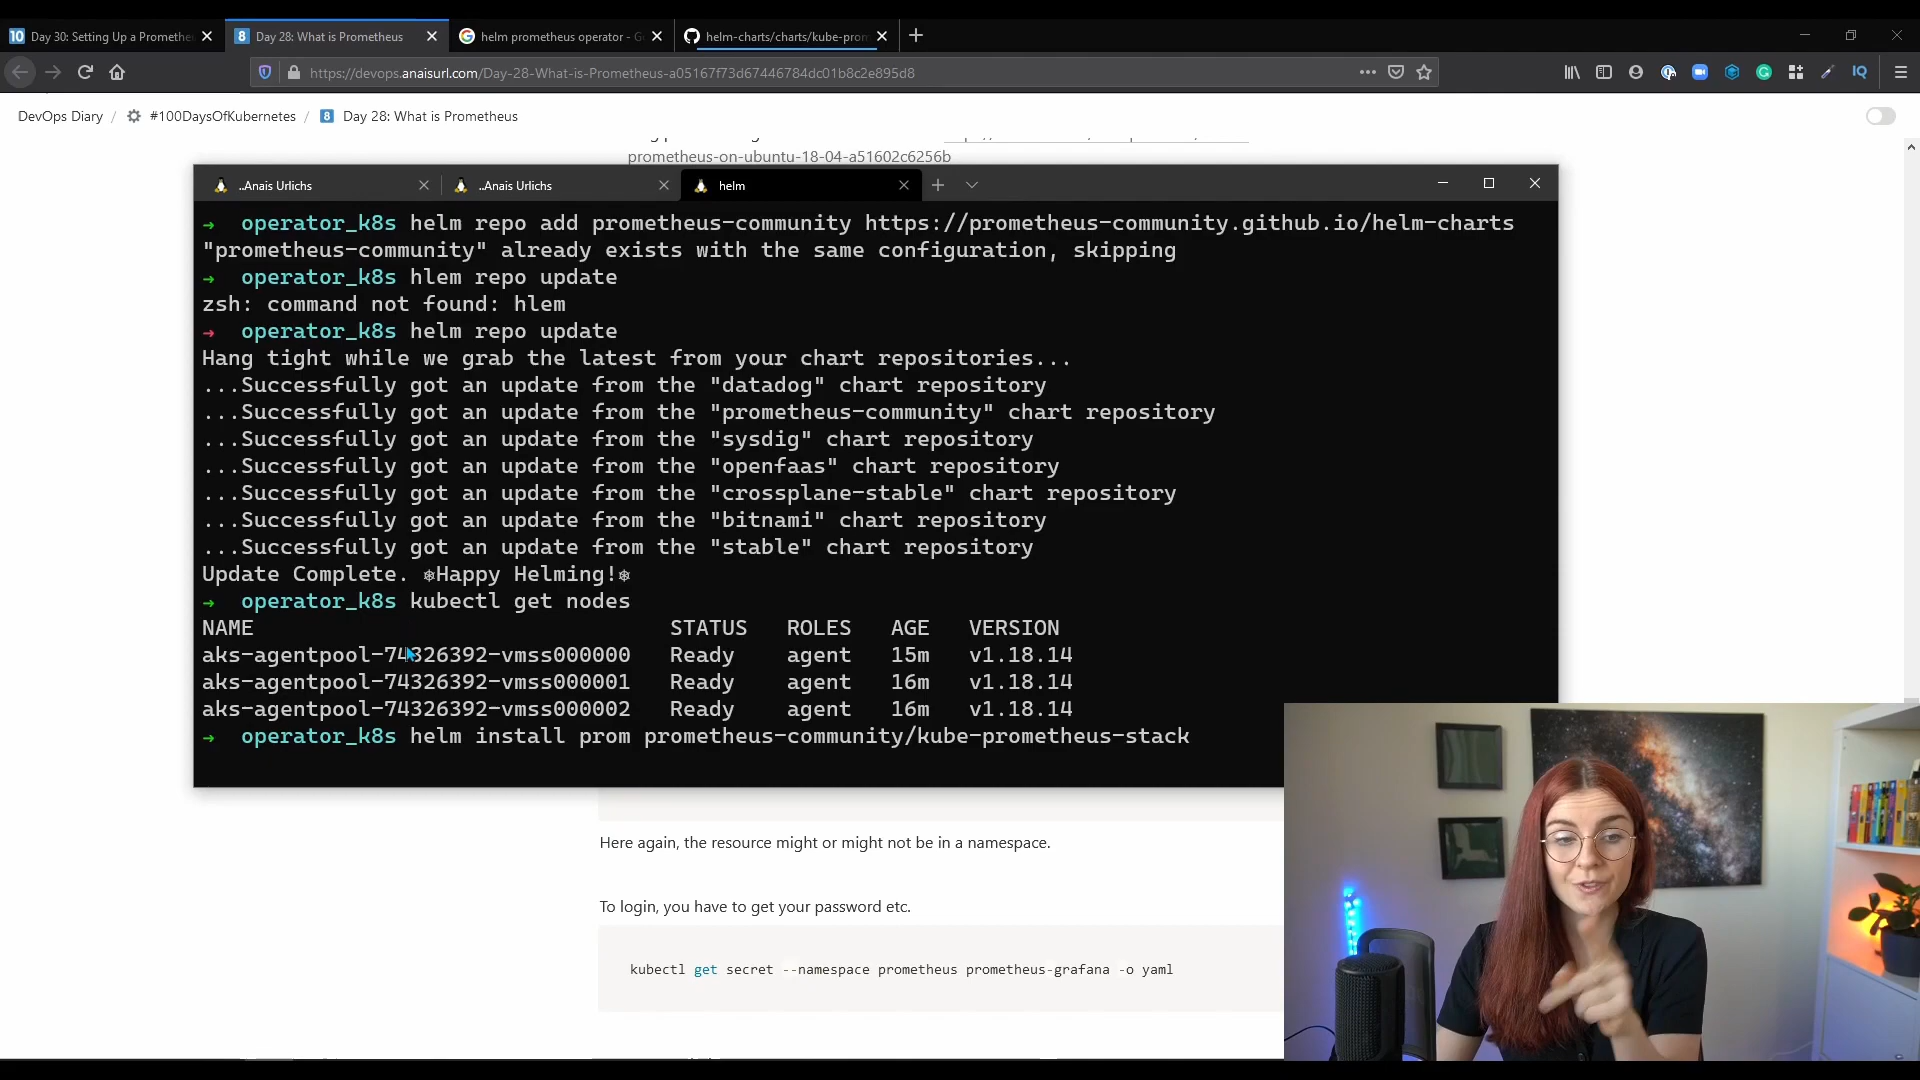 Day 30: Setting Up a Promethe
Day 28: What is Prometheus
helm prometheus operator - G
helm-charts/charts/kube-pron
https://devops.anaisurl.com/Day-28-What-is-Prometheus-a05167f73d67446784dc01b8c2e895d8
DevOps Diary / #100DaysOfKubernetes / Day 28: What is Prometheus
prometheus-on-ubuntu-18-04-a51602c6256b
..Anais Urlichs
..Anais Urlichs
helm
→ operator_k8s helm repo add prometheus-community https://prometheus-community.github.io/helm-charts
"prometheus-community" already exists with the same configuration, skipping
→ operator_k8s hlem repo update
zsh: command not found: hlem
→ operator_k8s helm repo update
Hang tight while we grab the latest from your chart repositories...
...Successfully got an update from the "datadog" chart repository
...Successfully got an update from the "prometheus-community" chart repository
...Successfully got an update from the "sysdig" chart repository
...Successfully got an update from the "openfaas" chart repository
...Successfully got an update from the "crossplane-stable" chart repository
...Successfully got an update from the "bitnami" chart repository
...Successfully got an update from the "stable" chart repository
Update Complete. ⎈Happy Helming!⎈
→ operator_k8s kubectl get nodes
NAME STATUS ROLES AGE VERSION
aks-agentpool-74326392-vmss000000 Ready agent 15m v1.18.14
aks-agentpool-74326392-vmss000001 Ready agent 16m v1.18.14
aks-agentpool-74326392-vmss000002 Ready agent 16m v1.18.14
→ operator_k8s helm install prom prometheus-community/kube-prometheus-stack
Here again, the resource might or might not be in a namespace.
To login, you have to get your password etc.
kubectl get secret --namespace prometheus prometheus-grafana -o yaml